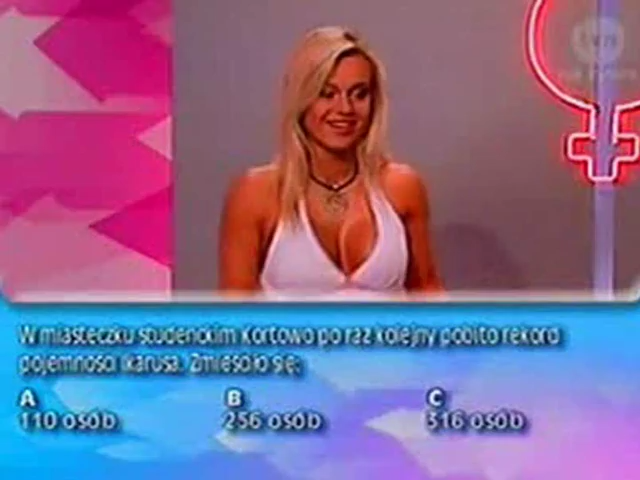 W miasteczku studenckim Kortowo po raz kolejny pobito rekord
pojemności ikarusa. Zmieściło się:
A B C
110 osób 256 osób 316 osób